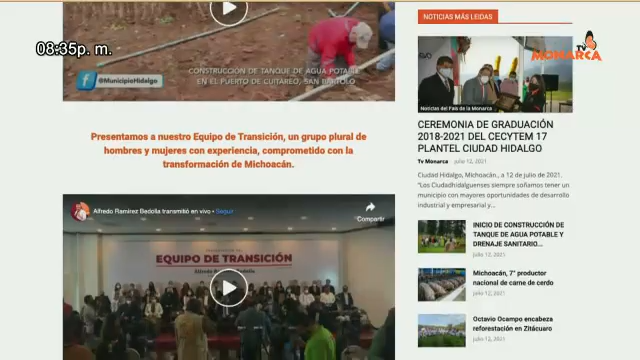 08:35p. m.
@MunicipioHidalgo
CONSTRUCCIÓN DE TANQUE DE AGUA POTABLE
EN EL PUERTO DE CUITAREO, SAN BARTOLO
Presentamos a nuestro Equipo de Transición, un grupo plural de
hombres y mujeres con experiencia, comprometido con la
transformación de Michoacán.
Alfredo Ramírez Bedolla transmitió en vivo • Seguir
Compartir
EQUIPO DE TRANSICIÓN
NOTICIAS MÁS LEIDAS
TV
MONARCA
Noticias del País de la Monarca
CEREMONIA DE GRADUACIÓN
2018-2021 DEL CECYTEM 17
PLANTEL CIUDAD HIDALGO
Tv Monarca - julio 12, 2021
Ciudad Hidalgo, Michoacán., a 12 de julio de 2021.
"Los Ciudadhidalguenses siempre soñamos tener un
municipio con mayores oportunidades de desarrollo
industrial y empresarial y...
INICIO DE CONSTRUCCIÓN DE
TANQUE DE AGUA POTABLE Y
DRENAJE SANITARIO...
julio 12, 2021
Michoacán, 7° productor
nacional de carne de cerdo
julio 12, 2021
Octavio Ocampo encabeza
reforestación en Zitácuaro
julio 12, 2021